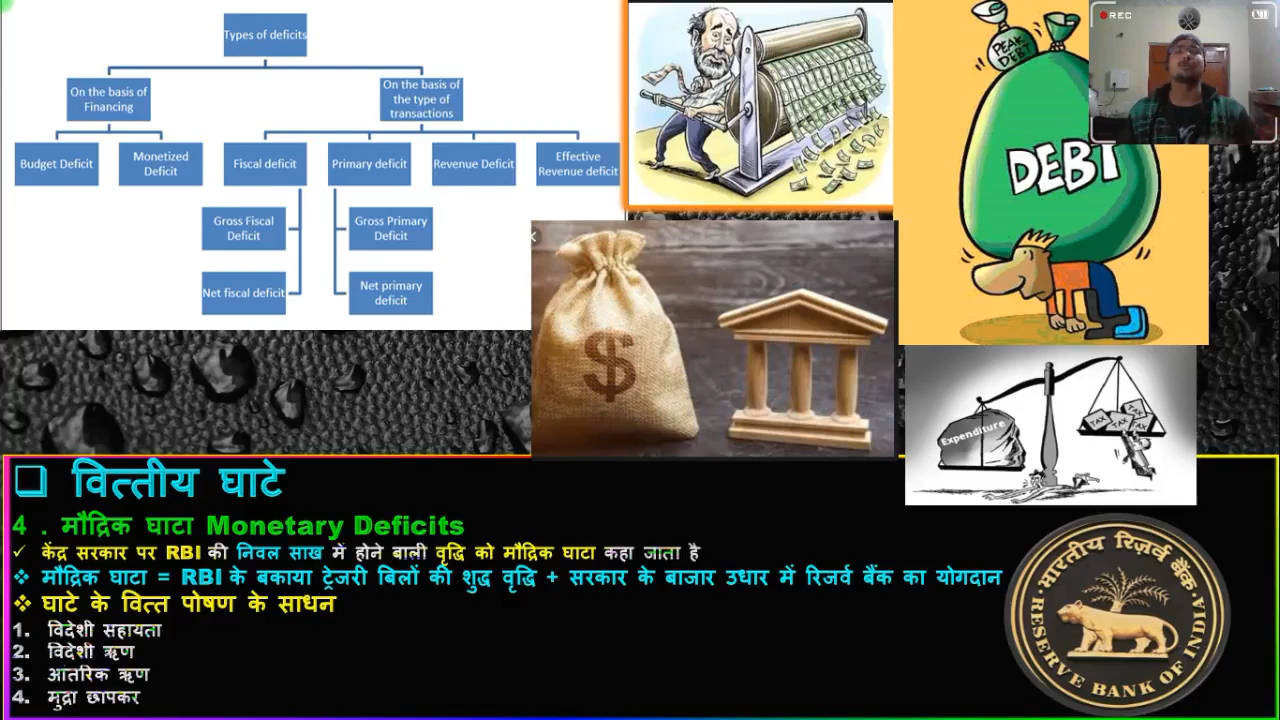 Types of deficits
On the basis of
Financing
On the basis of
the type of
transactions
Budget Deficit
Monetized
Deficit
Fiscal deficit
Primary deficit
Revenue Deficit
Effective
Revenue deficit
Gross Fiscal
Deficit
Gross Primary
Deficit
Net fiscal deficit
Net primary
deficit
PEAK
DEBT
DEBT
REC
$
Expenditure
TAX
TAX
TAX
TAX
वित्तीय घाटे
4 . मौद्रिक घाटा Monetary Deficits
केंद्र सरकार पर RBI की निवल साख में होने बाली वृद्धि को मौद्रिक घाटा कहा जाता है
मौद्रिक घाटा = RBI के बकाया ट्रेजरी बिलों की शुद्ध वृद्धि + सरकार के बाजार उधार में रिजर्व बैंक का योगदान
घाटे के वित्त पोषण के साधन
1. विदेशी सहायता
2. विदेशी ऋण
3. आंतरिक ऋण
4. मुद्रा छापकर
भारतीय रिज़र्व बैंक
RESERVE BANK OF INDIA